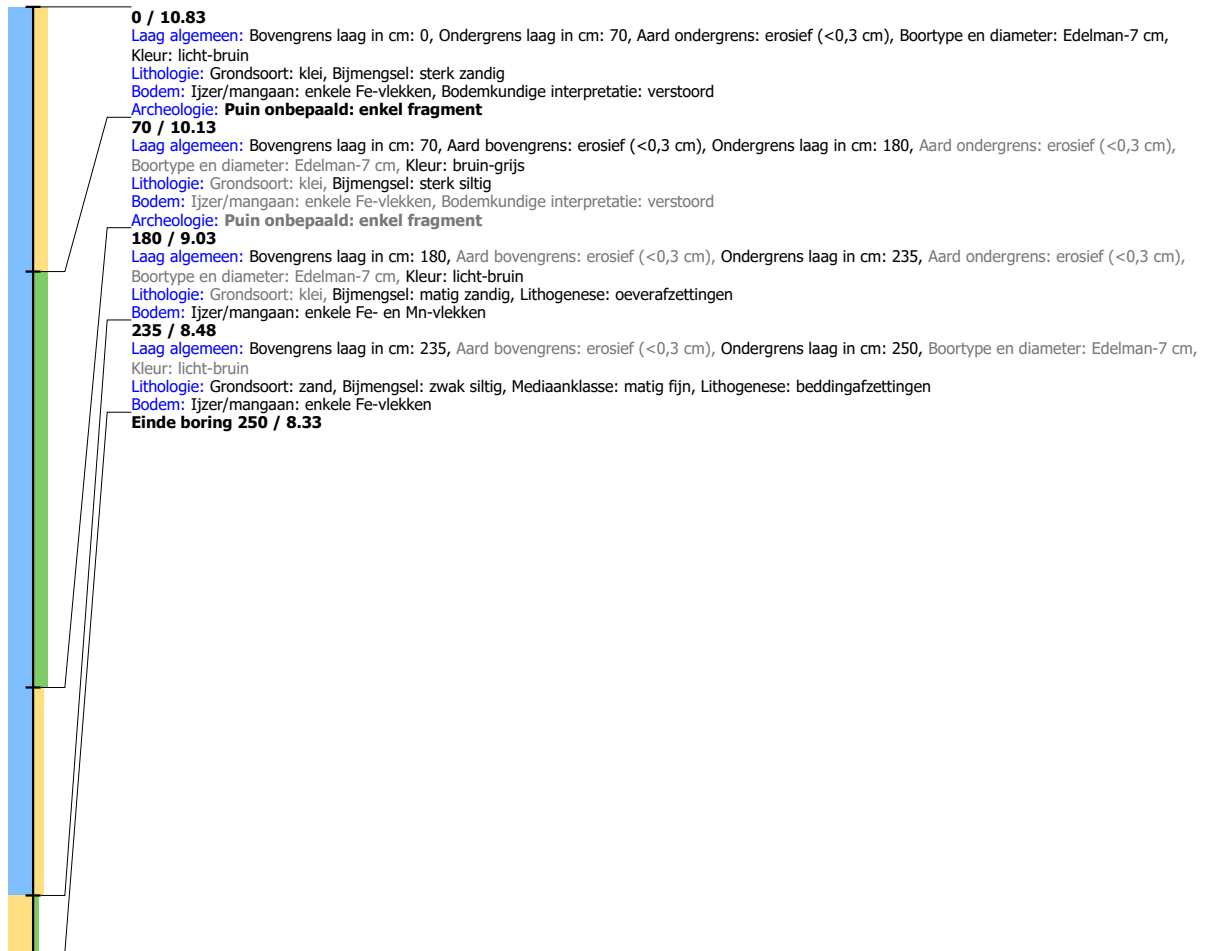 0 / 10.83
Laag algemeen: Bovengrens laag in cm: 0, Ondergrens laag in cm: 70, Aard ondergrens: erosief (<0,3 cm), Boortype en diameter: Edelman-7 cm,
Kleur: licht-bruin
Lithologie: Grondsoort: klei, Bijmengsel: sterk zandig
Bodem: Ijzer/mangaan: enkele Fe-vlekken, Bodemkundige interpretatie: verstoord
Archeologie: Puin onbepaald: enkel fragment
70 / 10.13
Laag algemeen: Bovengrens laag in cm: 70, Aard bovengrens: erosief (<0,3 cm), Ondergrens laag in cm: 180, Aard ondergrens: erosief (<0,3 cm),
Boortype en diameter: Edelman-7 cm, Kleur: bruin-grijs
Lithologie: Grondsoort: klei, Bijmengsel: sterk siltig
Bodem: Ijzer/mangaan: enkele Fe-vlekken, Bodemkundige interpretatie: verstoord
Archeologie: Puin onbepaald: enkel fragment
180 / 9.03
Laag algemeen: Bovengrens laag in cm: 180, Aard bovengrens: erosief (<0,3 cm), Ondergrens laag in cm: 235, Aard ondergrens: erosief (<0,3 cm),
Boortype en diameter: Edelman-7 cm, Kleur: licht-bruin
Lithologie: Grondsoort: klei, Bijmengsel: matig zandig, Lithogenese: oeverafzettingen
Bodem: Ijzer/mangaan: enkele Fe- en Mn-vlekken
235 / 8.48
Laag algemeen: Bovengrens laag in cm: 235, Aard bovengrens: erosief (<0,3 cm), Ondergrens laag in cm: 250, Boortype en diameter: Edelman-7 cm,
Kleur: licht-bruin
Lithologie: Grondsoort: zand, Bijmengsel: zwak siltig, Mediaanklasse: matig fijn, Lithogenese: beddingafzettingen
Bodem: Ijzer/mangaan: enkele Fe-vlekken
Einde boring 250 / 8.33